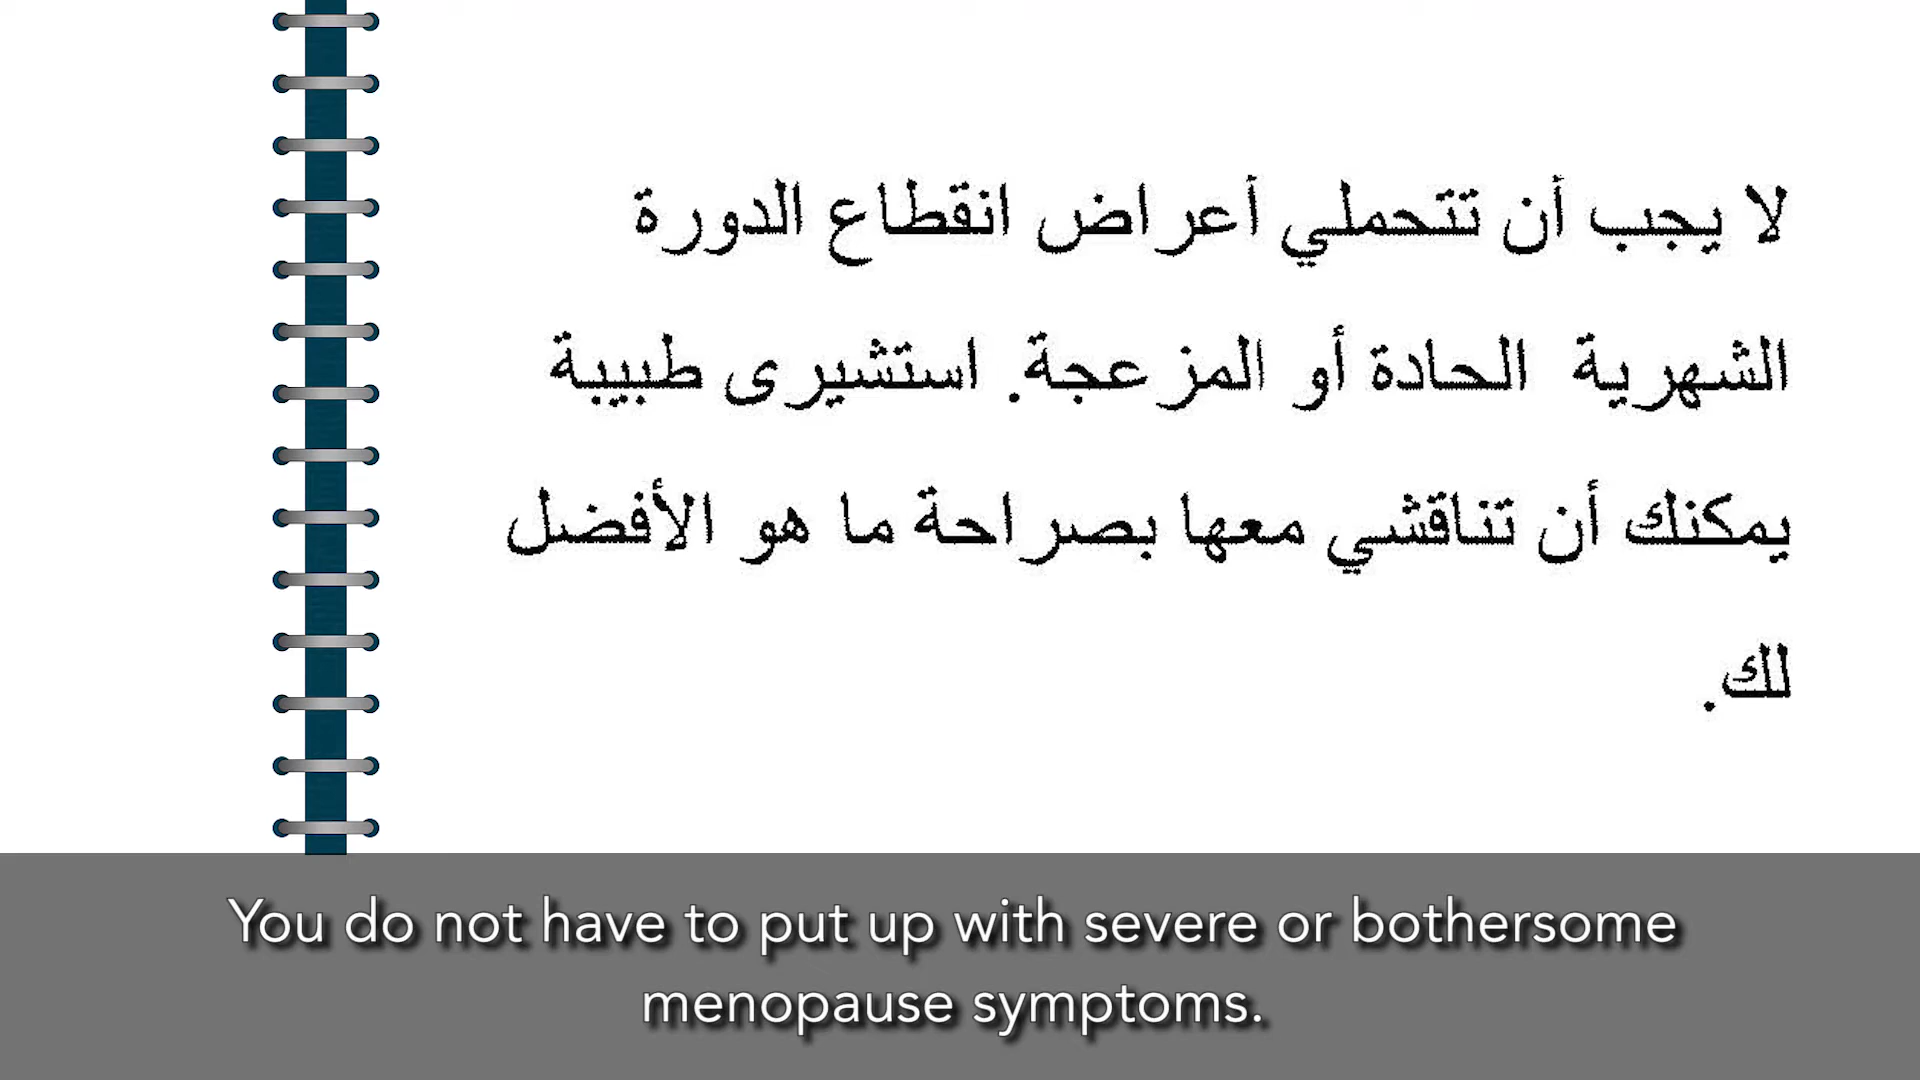 لا يجب أن تتحملي أعراض انقطاع الدورة
الشهرية الحادة أو المزعجة. استشيرى طبيبة
يمكنك أن تناقشي معها بصراحة ما هو الأفضل
لك.
You do not have to put up with severe or bothersome
menopause symptoms.